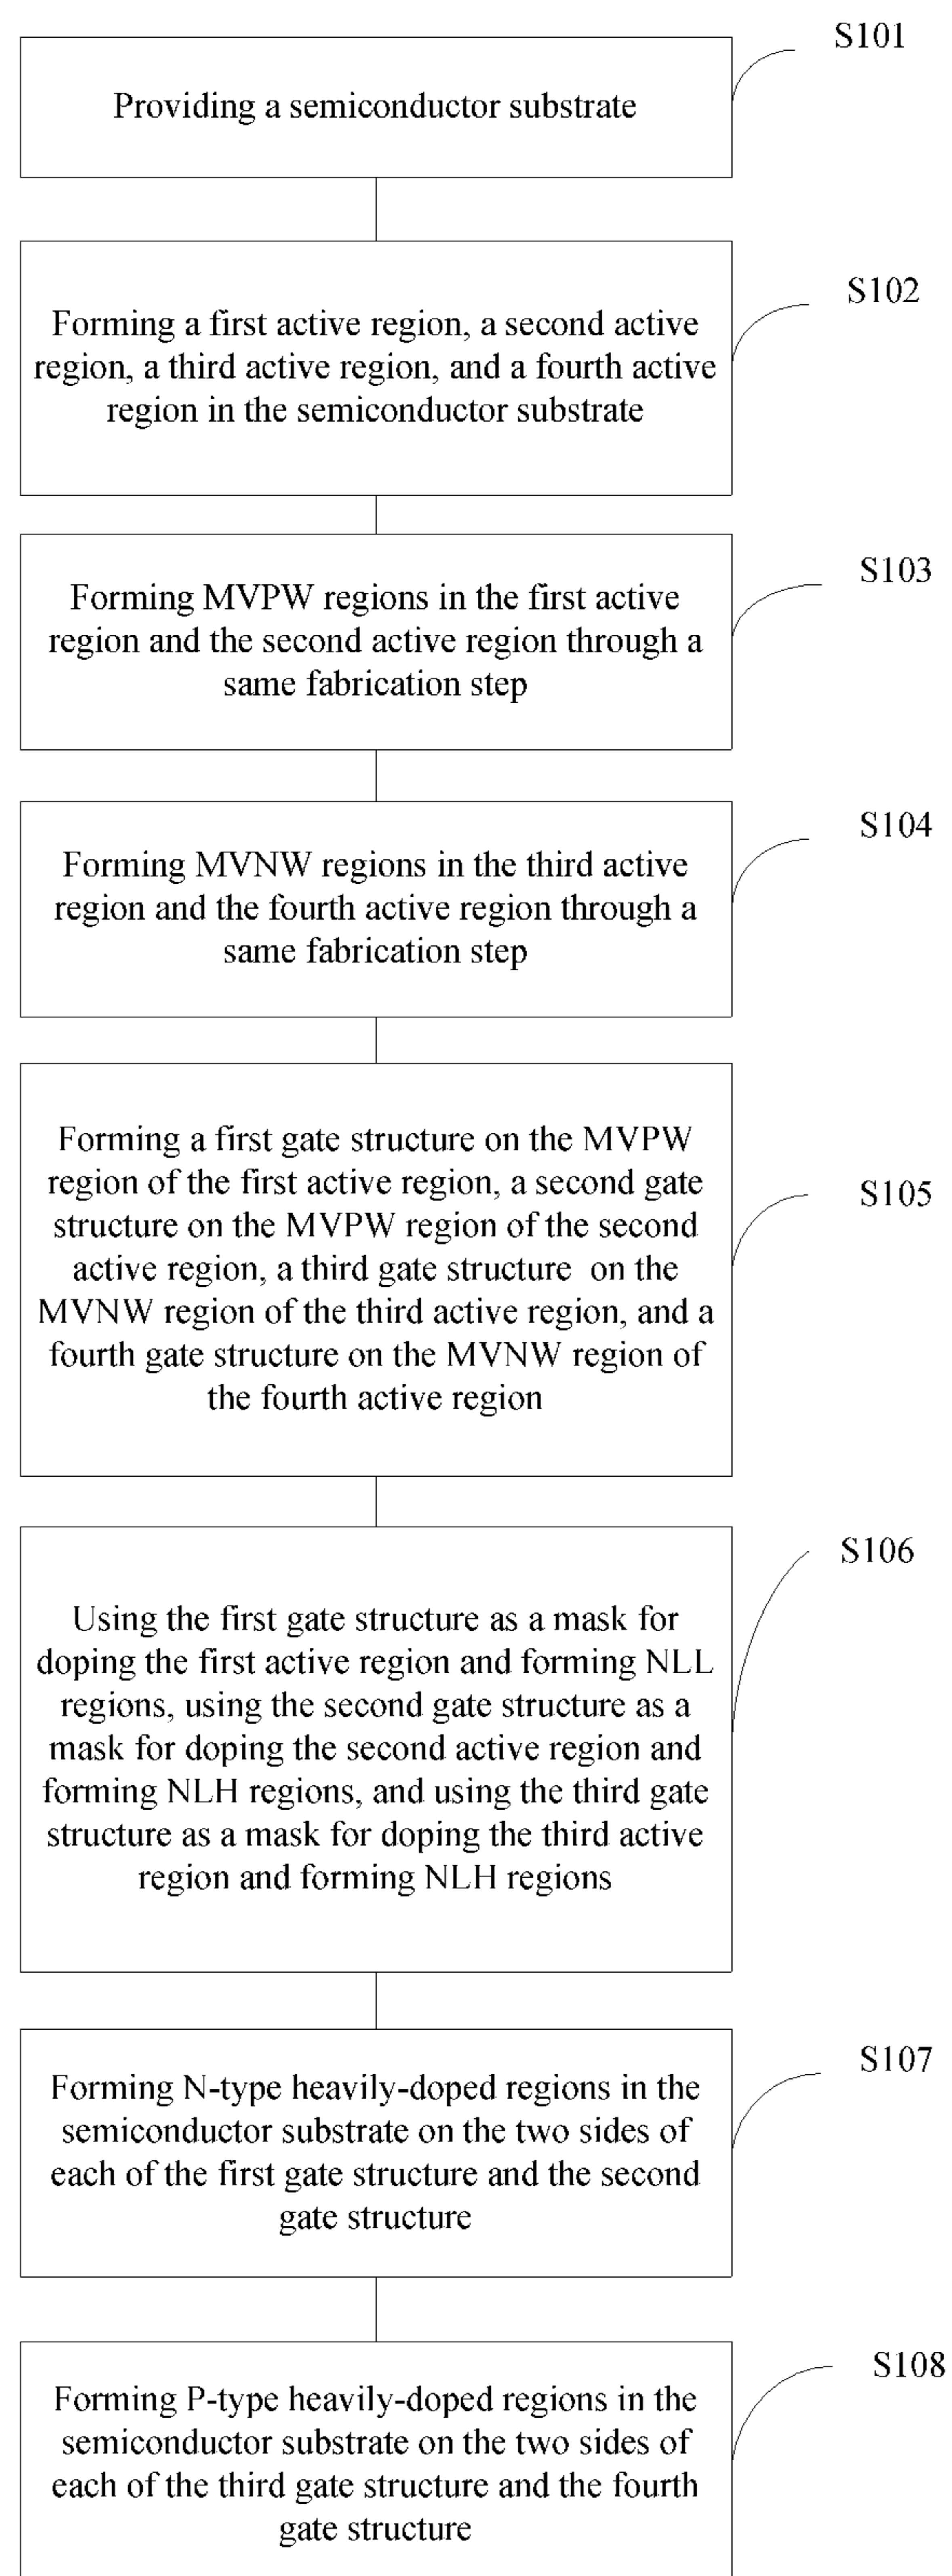 S101
Providing a semiconductor substrate
S102
Forming a first active region, a second active
region, a third active region, and a fourth active
region in the semiconductor substrate
S103
Forming MVPW regions in the first active
region and the second active region through a
same fabrication step
S104
Forming MVNW regions in the third active
region and the fourth active region through a
same fabrication step
Forming a first gate structure on the MVPW
region of the first active region, a second gate
structure on the MVPW region of the second
active region, a third gate structure on the
MVNW region of the third active region, and a
fourth gate structure on the MVNW region of
the fourth active region
S105
S106
Using the first gate structure as a mask for
doping the first active region and forming NLL
regions, using the second gate structure as a
mask for doping the second active region and
forming NLH regions, and using the third gate
structure as a mask for doping the third active
region and forming NLH regions
S107
Forming N-type heavily-doped regions in the
semiconductor substrate on the two sides of
each of the first gate structure and the second
gate structure
S108
Forming P-type heavily-doped regions in the
semiconductor substrate on the two sides of
each of the third gate structure and the fourth
gate structure